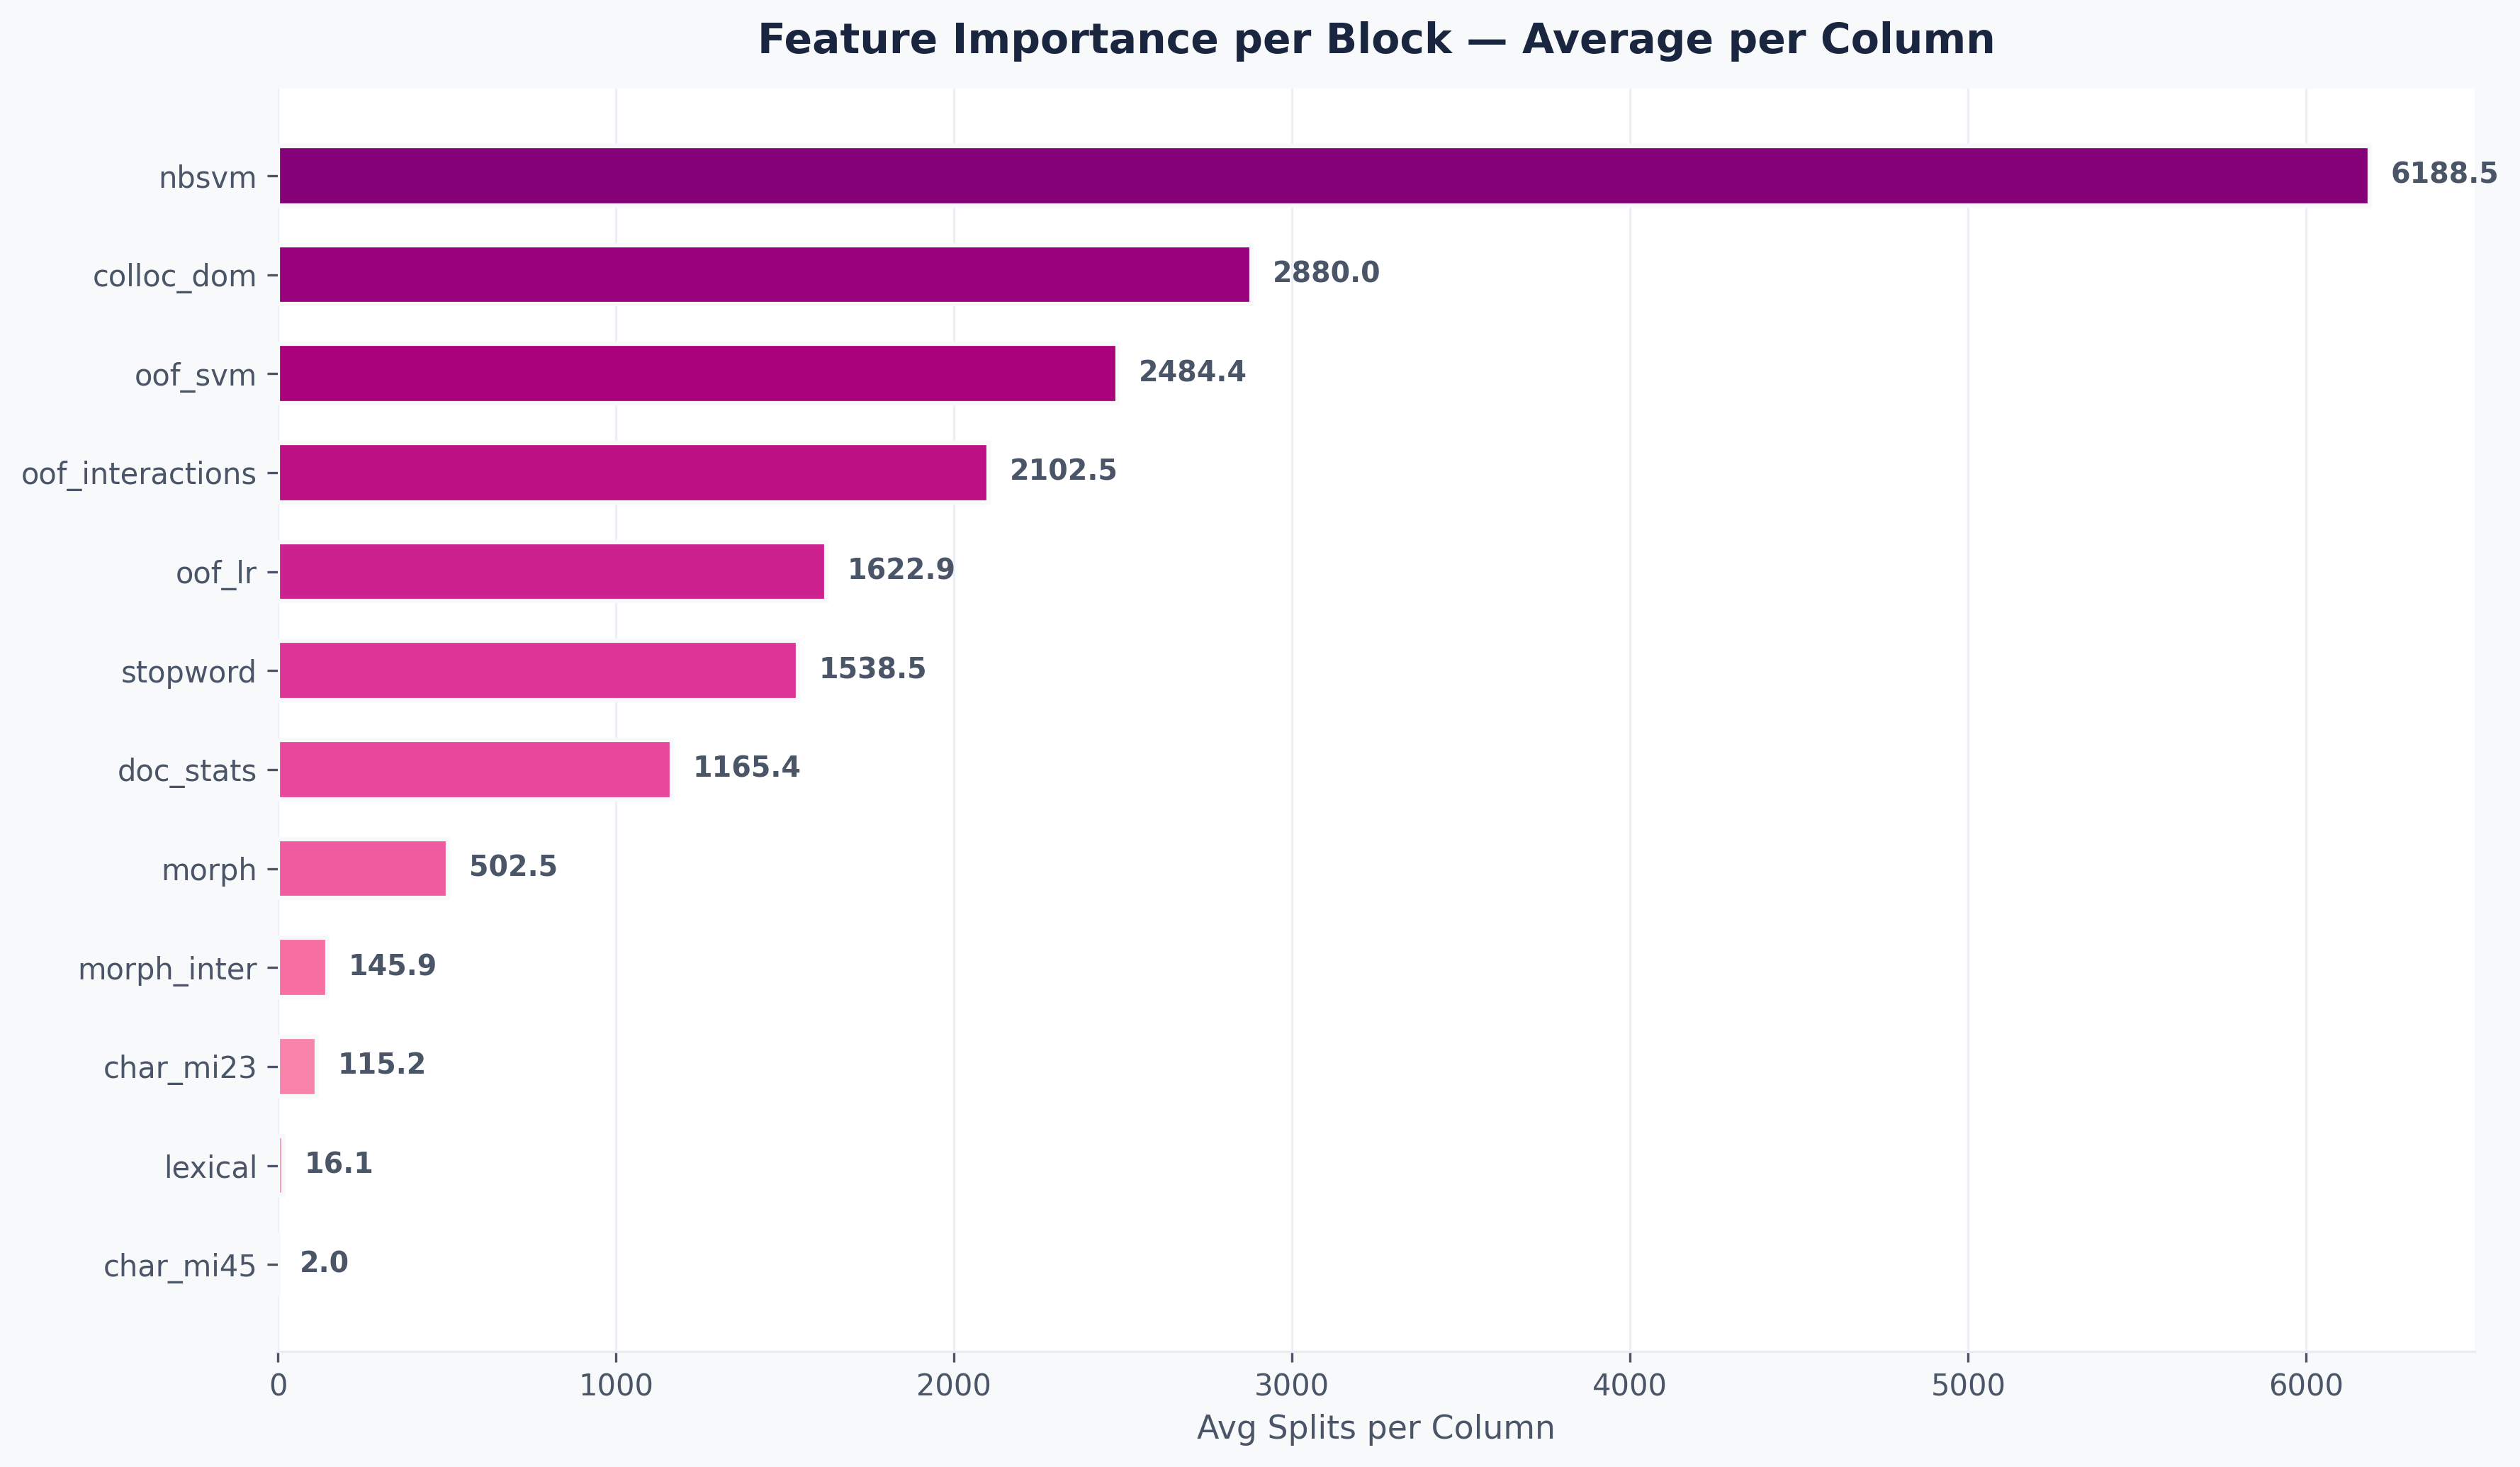 Feature Importance per Block — Average per Column
nbsvm 6188.5
colloc_dom 2880.0
oof_svm 2484.4
oof_interactions 2102.5
oof_lr 1622.9
stopword 1538.5
doc_stats 1165.4
morph 502.5
morph_inter 145.9
char_mi23 115.2
lexical 16.1
char_mi45 2.0
0 1000 2000 3000 4000 5000 6000
Avg Splits per Column